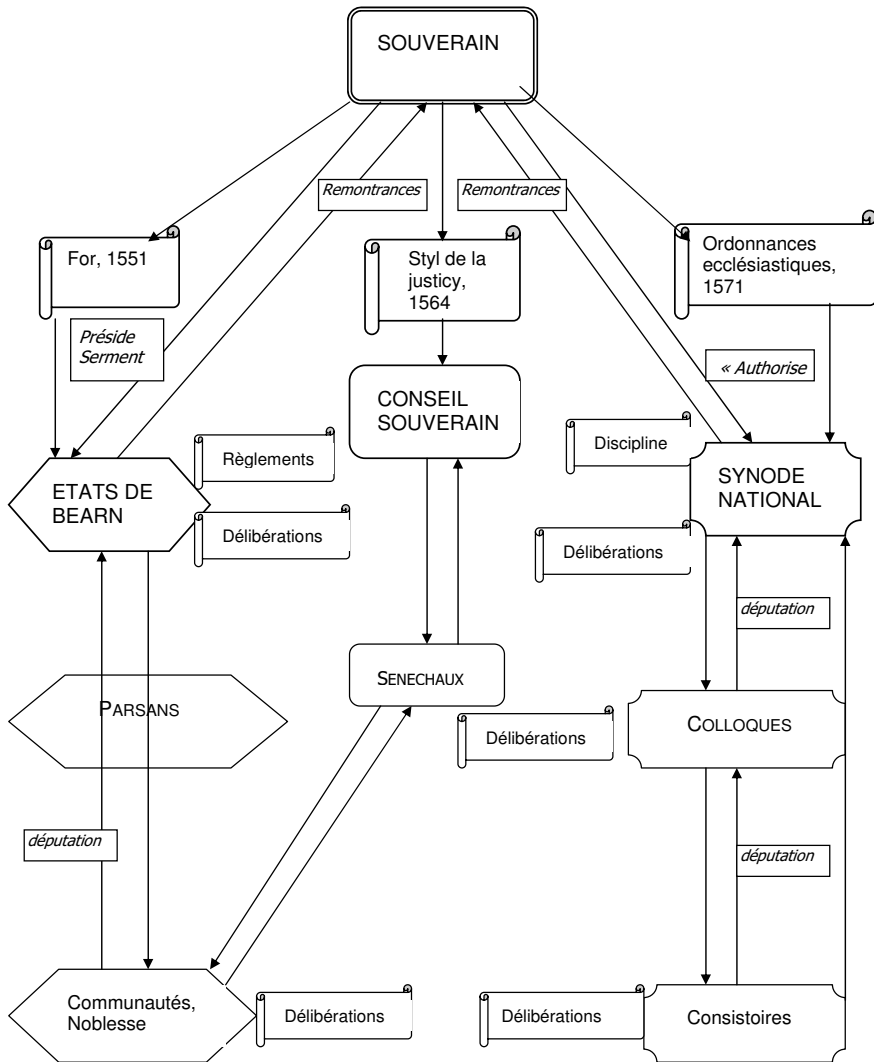 SOUVERAIN
Remontrances
Remontrances
For, 1551
Styl de la
justicy,
1564
Ordonnances
ecclésiastiques,
1571
Préside
Serment
« Authorise
CONSEIL
SOUVERAIN
Règlements
Discipline
ETATS DE
BEARN
SYNODE
NATIONAL
Délibérations
Délibérations
députation
SENECHAUX
PARSANS
Délibérations
COLLOQUES
députation
députation
Communautés,
Noblesse
Délibérations
Délibérations
Consistoires